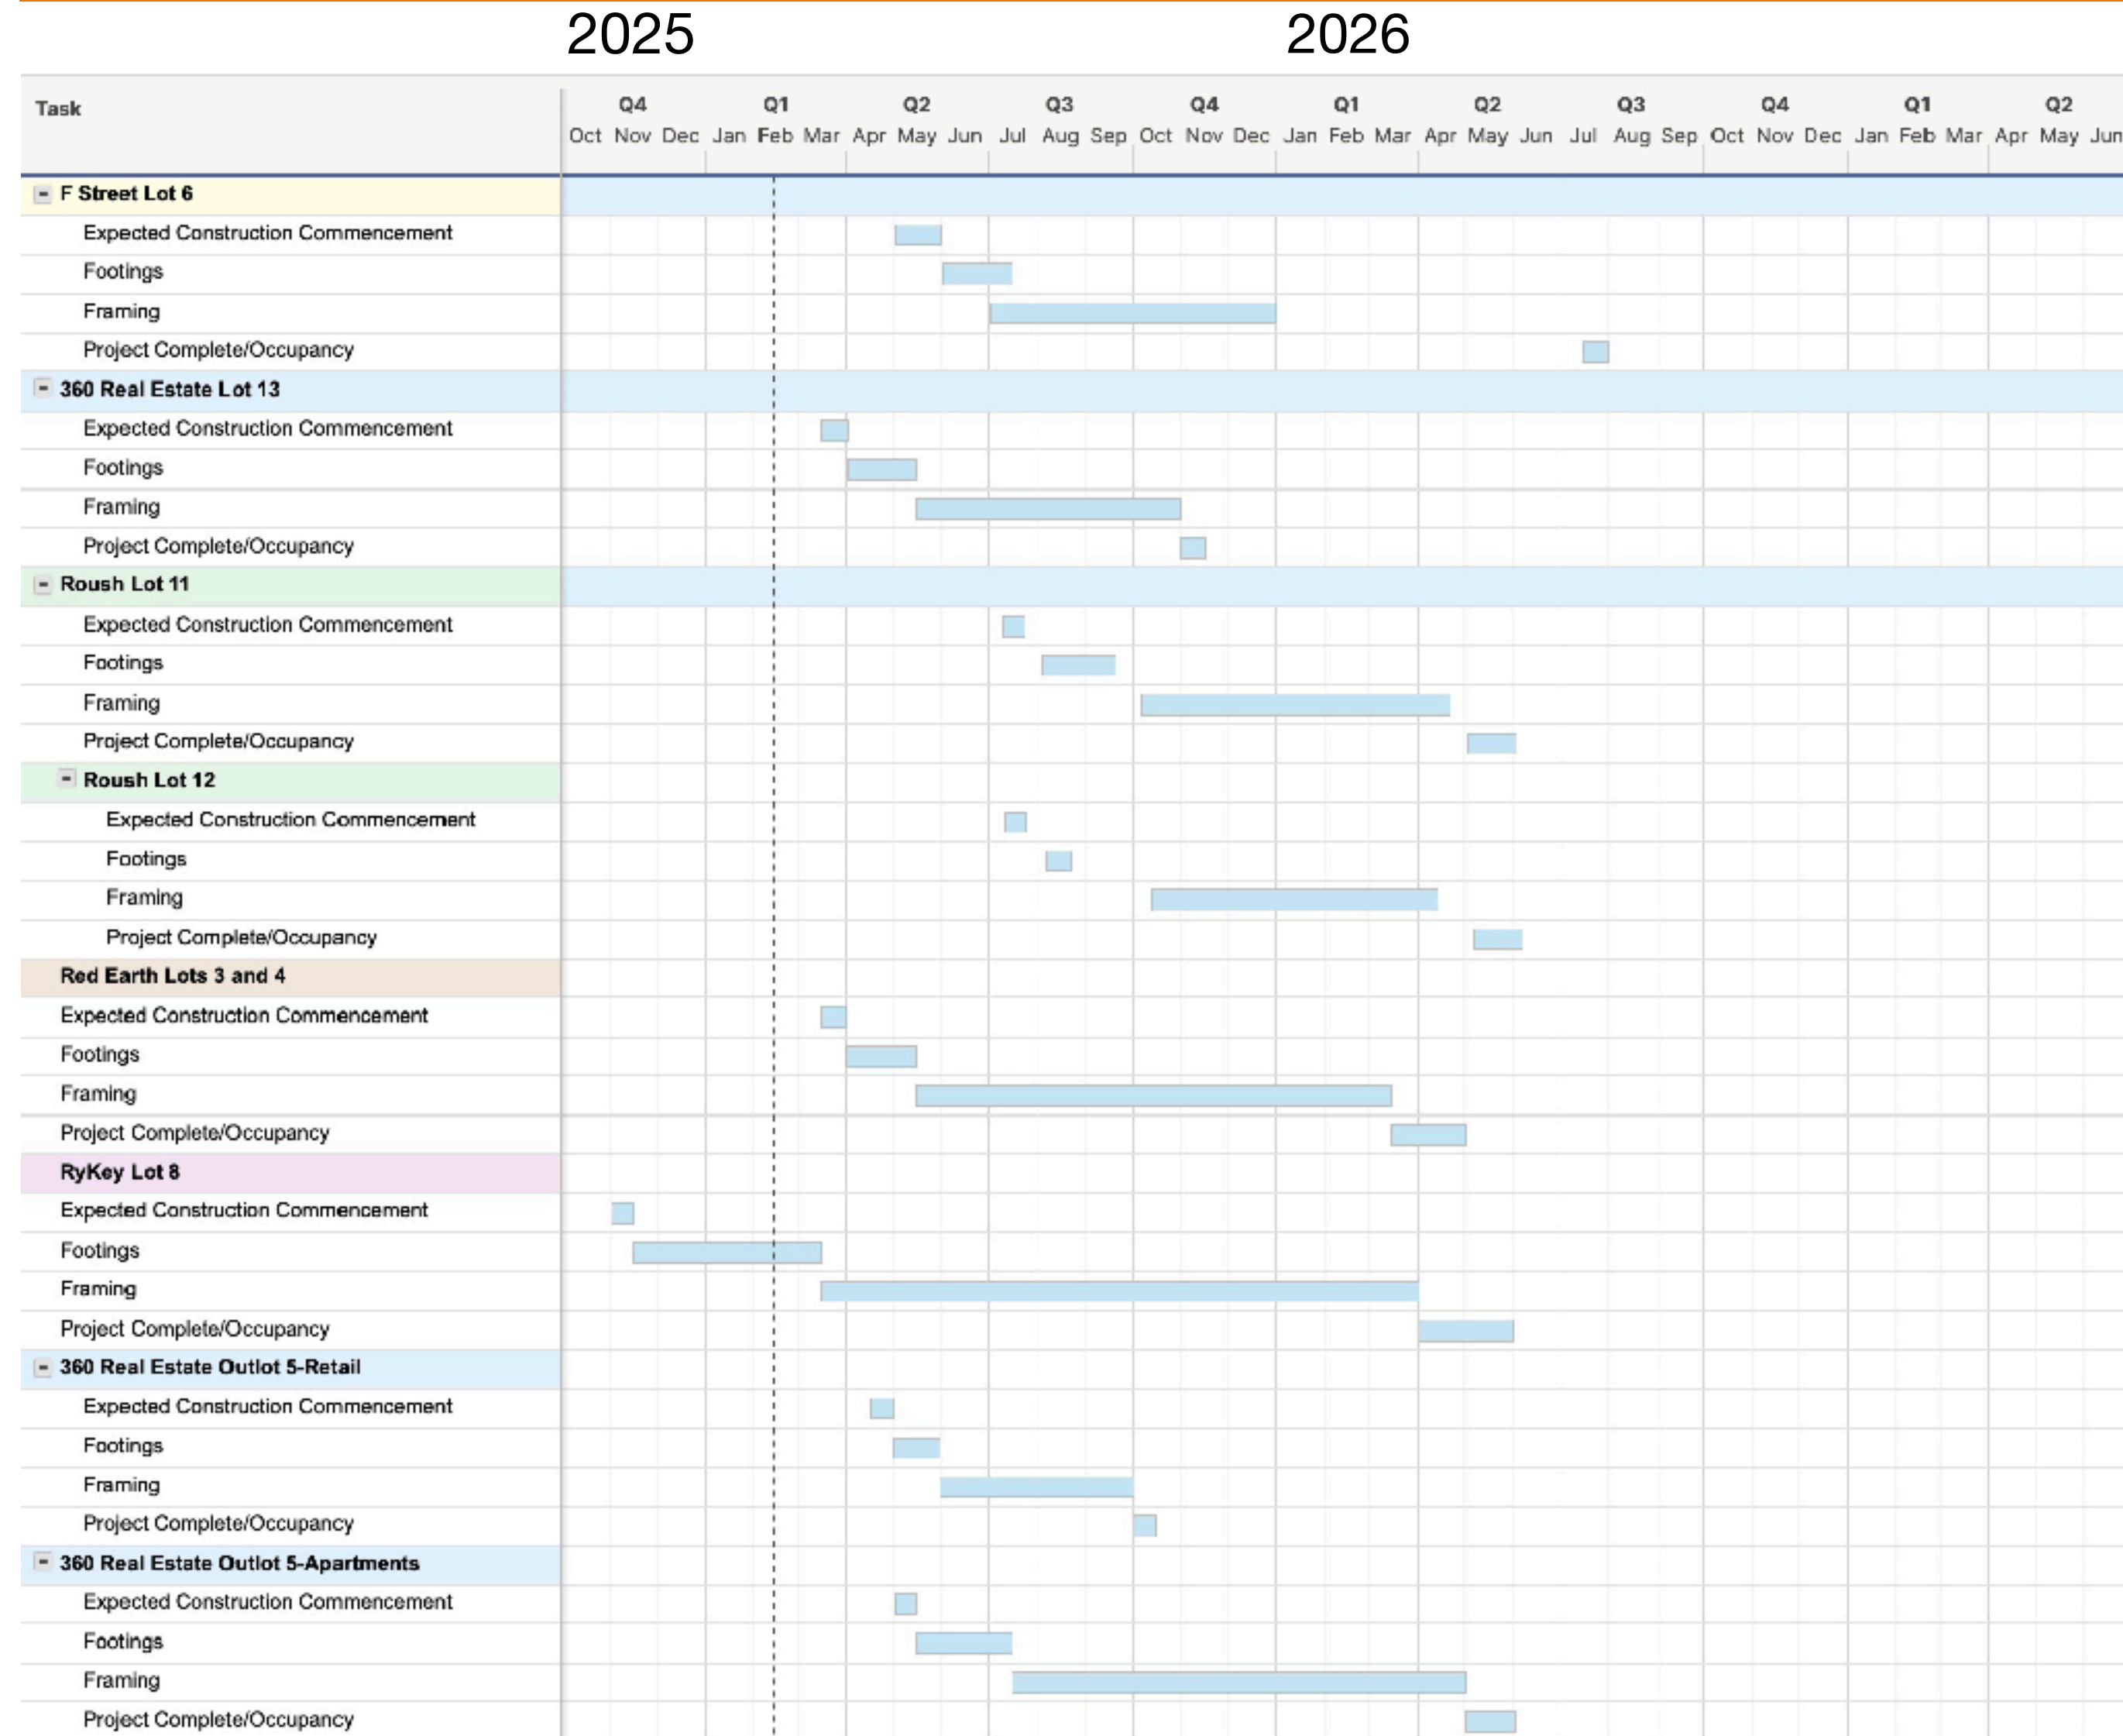 2025 2026
Task
Q4 Q1 Q2 Q3 Q4 Q1 Q2 Q3 Q4 Q1 Q2
Oct Nov Dec Jan Feb Mar Apr May Jun Jul Aug Sep Oct Nov Dec Jan Feb Mar Apr May Jun Jul Aug Sep Oct Nov Dec Jan Feb Mar Apr May Jun
F Street Lot 6
Expected Construction Commencement
Footings
Framing
Project Complete/Occupancy
360 Real Estate Lot 13
Expected Construction Commencement
Footings
Framing
Project Complete/Occupancy
Roush Lot 11
Expected Construction Commencement
Footings
Framing
Project Complete/Occupancy
Roush Lot 12
Expected Construction Commencement
Footings
Framing
Project Complete/Occupancy
Red Earth Lots 3 and 4
Expected Construction Commencement
Footings
Framing
Project Complete/Occupancy
RyKey Lot 8
Expected Construction Commencement
Footings
Framing
Project Complete/Occupancy
360 Real Estate Outlot 5-Retail
Expected Construction Commencement
Footings
Framing
Project Complete/Occupancy
360 Real Estate Outlot 5-Apartments
Expected Construction Commencement
Footings
Framing
Project Complete/Occupancy